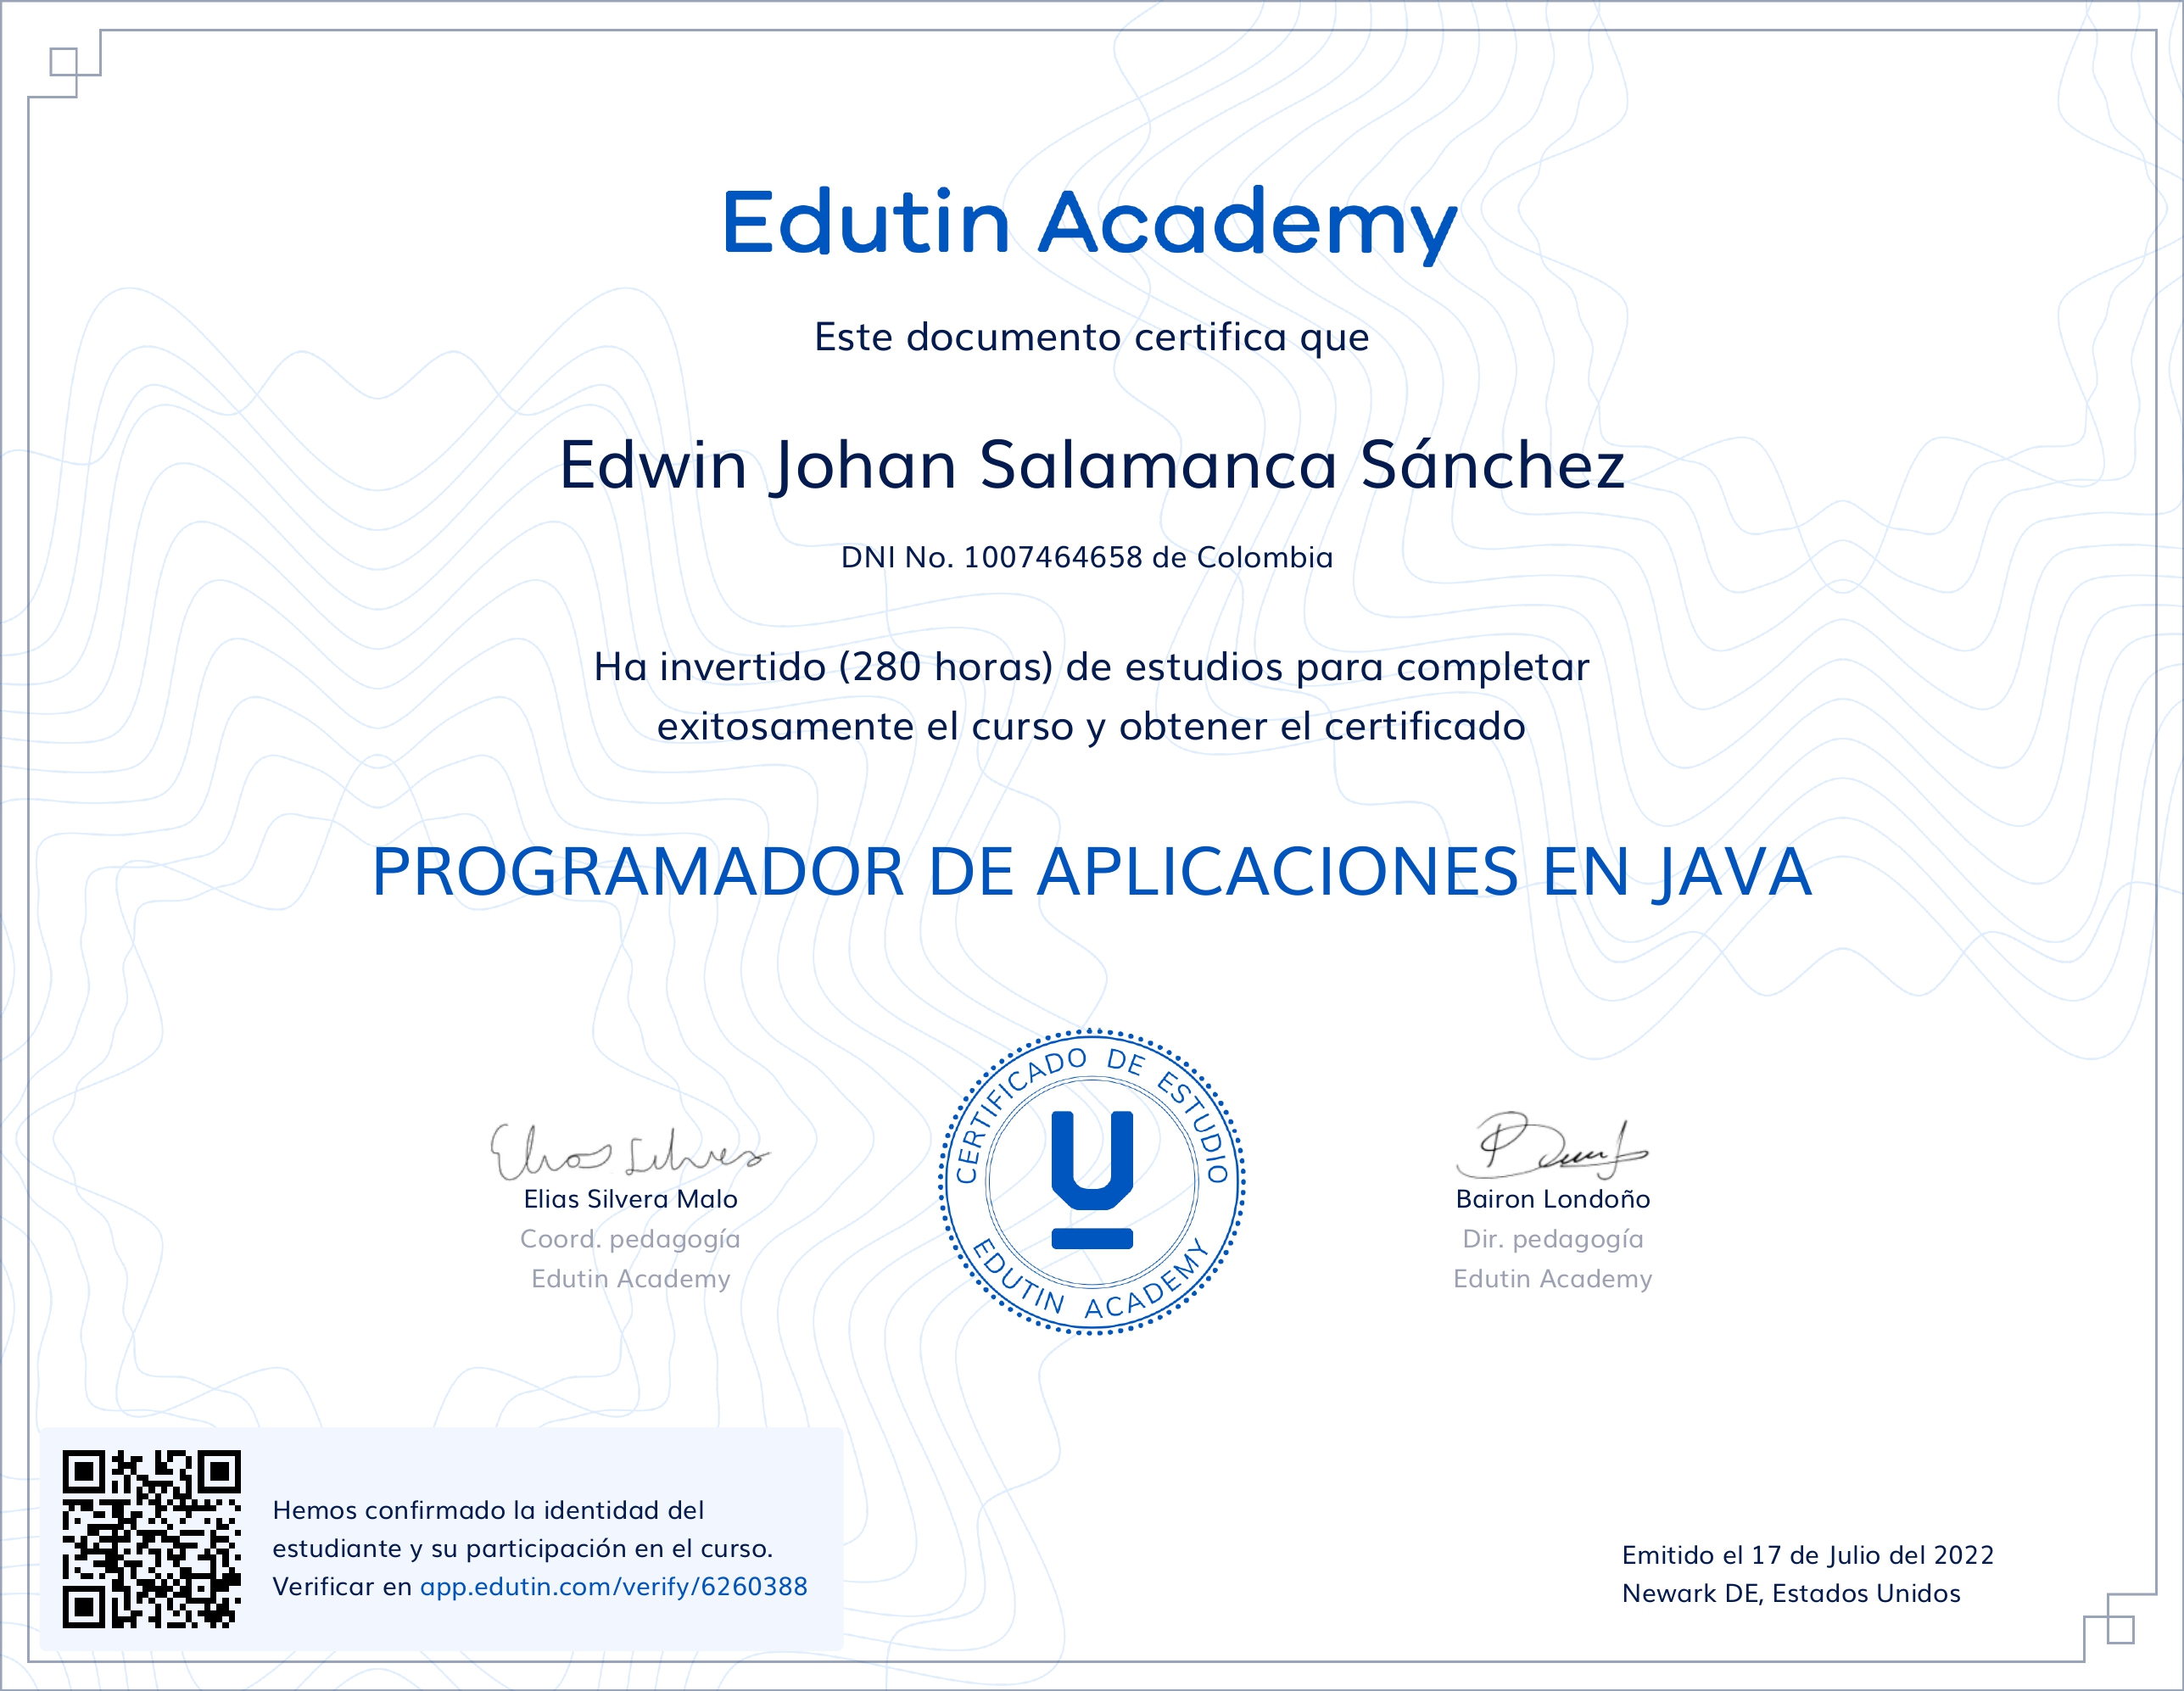 Edutin Academy
Este documento certifica que
Edwin Johan Salamanca Sánchez
DNI No. 1007464658 de Colombia
Ha invertido (280 horas) de estudios para completar
exitosamente el curso y obtener el certificado
PROGRAMADOR DE APLICACIONES EN JAVA
CERTIFICADO DE ESTUDIO
EDUTIN ACADEMY
Elias Silvera Malo
Coord. pedagogía
Edutin Academy
Bairon Londoño
Dir. pedagogía
Edutin Academy
Hemos confirmado la identidad del
estudiante y su participación en el curso.
Verificar en app.edutin.com/verify/6260388
Emitido el 17 de Julio del 2022
Newark DE, Estados Unidos